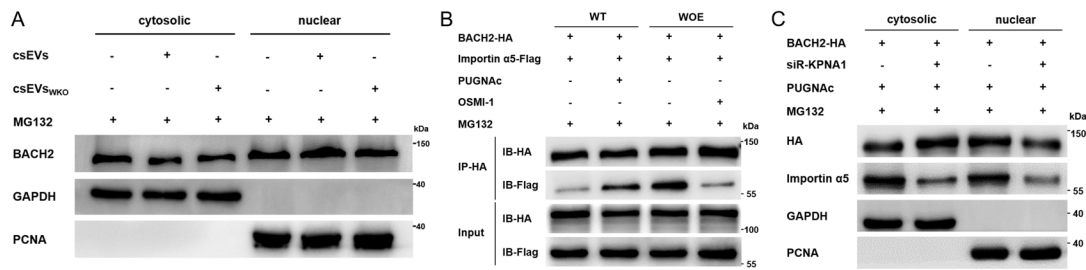 A
cytosolic nuclear
csEVs - + - - + -
csEVsWKO - - + - - +
MG132 + + + + + +
kDa
BACH2 150
GAPDH 40
PCNA 40
B
WT WOE
BACH2-HA + + + +
Importin α5-Flag + + + +
PUGNAc - + - -
OSMI-1 - - - +
MG132 + + + +
kDa
IP-HA
IB-HA 150
IB-Flag 55
Input
IB-HA 100
IB-Flag 55
C
cytosolic nuclear
BACH2-HA + + + +
siR-KPNA1 - + - +
PUGNAc + + + +
MG132 + + + +
kDa
HA 150
Importin α5 55
GAPDH 40
PCNA 40